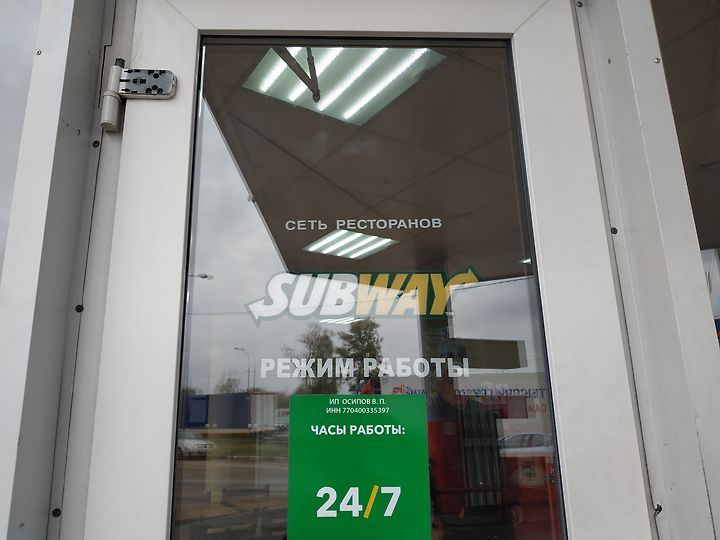 СЕТЬ РЕСТОРАНОВ
SUBWAY
РЕЖИМ РАБОТЫ
ИП ОСИПОВ В. П.
ИНН 770400335397
ЧАСЫ РАБОТЫ:
24/7